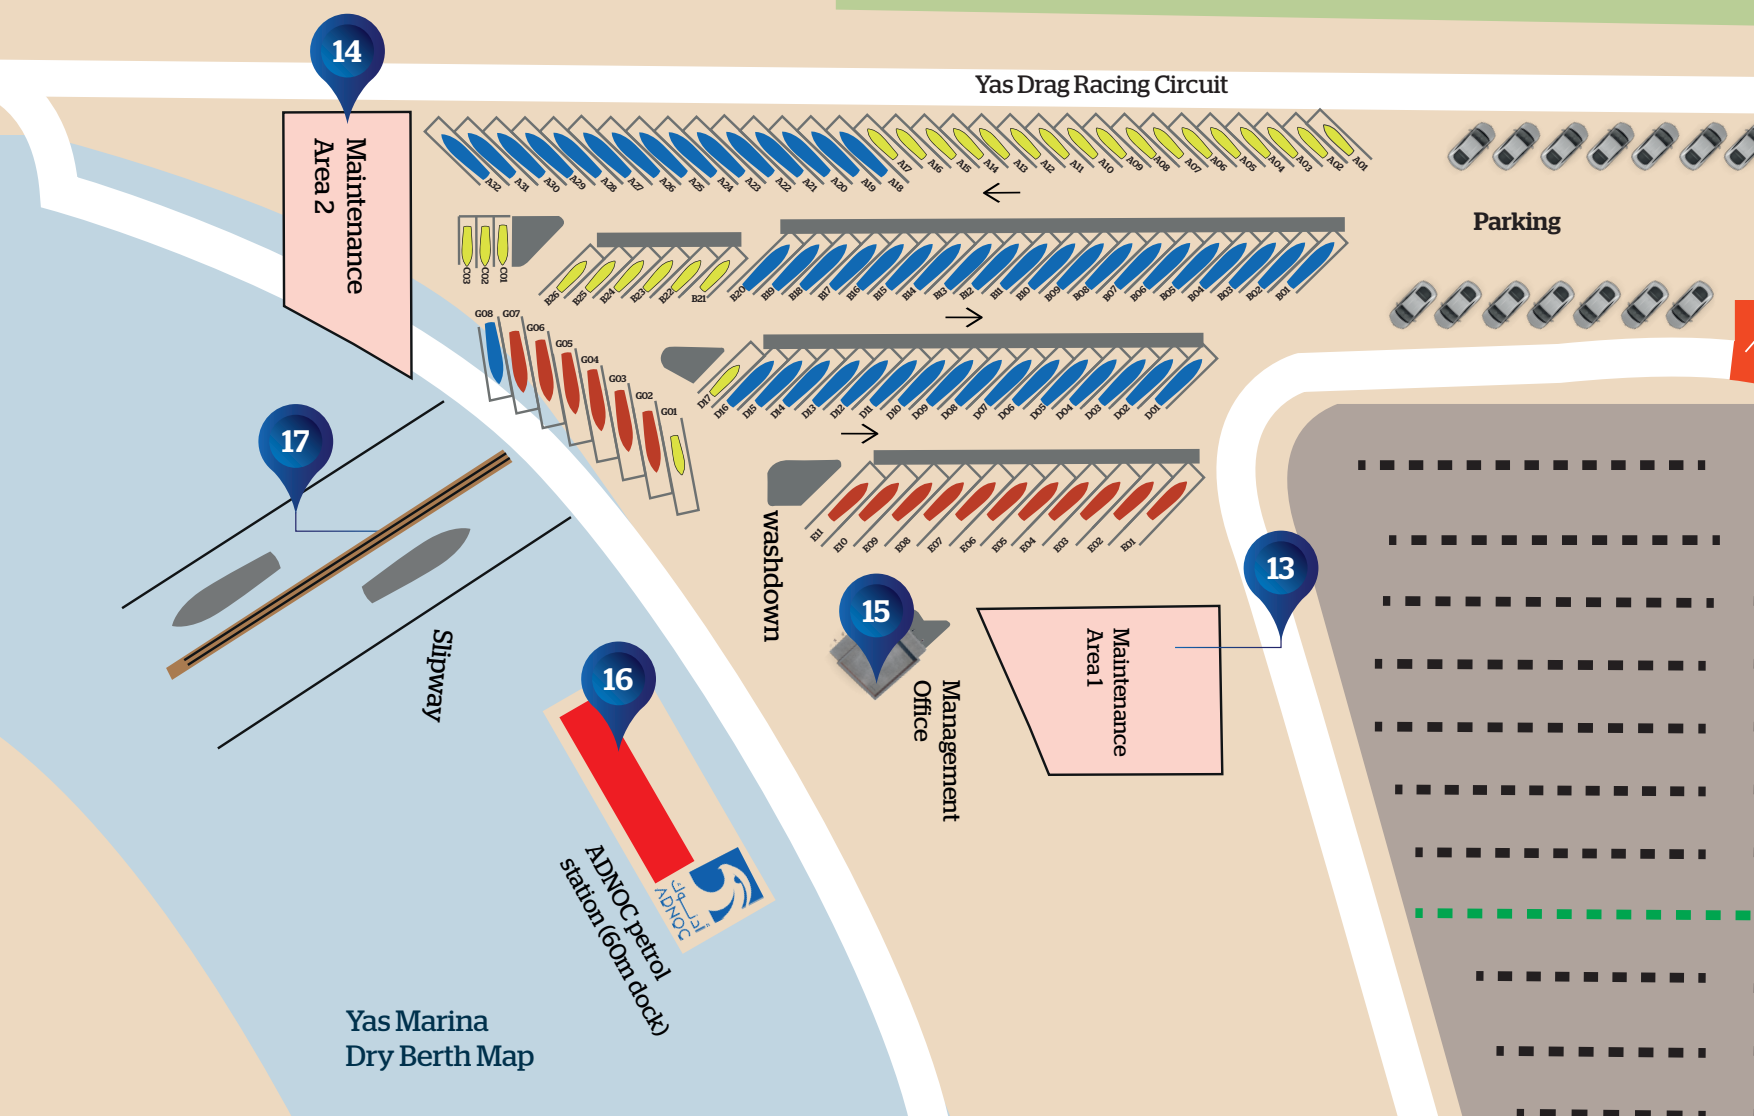 14
Yas Drag Racing Circuit
Maintenance
Area 2
A32
A31
A30
A29
A28
A27
A26
A25
A24
A23
A22
A21
A20
A19
A18
A17
A16
A15
A14
A13
A12
A11
A10
A09
A08
A07
A06
A05
A04
A03
A02
A01
Parking
C03
C02
C01
B26
B25
B24
B23
B22
B21
B20
B19
B18
B17
B16
B15
B14
B13
B12
B11
B10
B09
B08
B07
B06
B05
B04
B03
B02
B01
G08
G07
G06
G05
G04
G03
G02
G01
D17
D16
D15
D14
D13
D12
D11
D10
D09
D08
D07
D06
D05
D04
D03
D02
D01
17
washdown
E11
E10
E09
E08
E07
E06
E05
E04
E03
E02
E01
13
15
Maintenance
Area 1
Slipway
16
Management
Office
ADNOC petrol
station (60m dock)
أدنوك
ADNOC
Yas Marina
Dry Berth Map